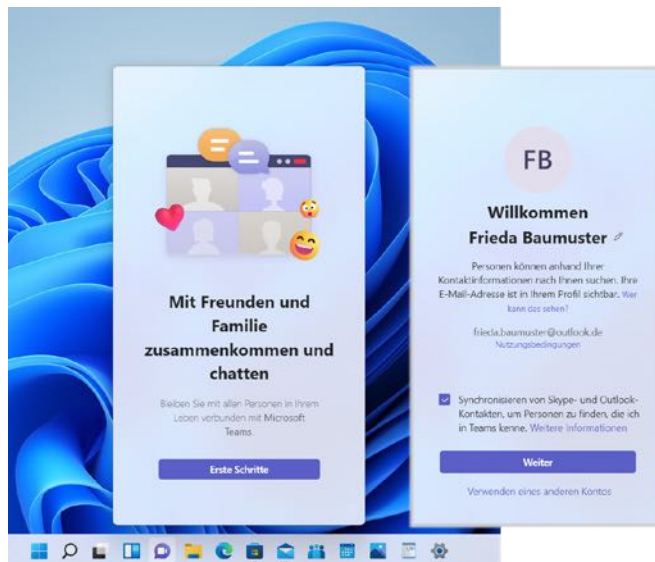 Mit Freunden und
Familie
zusammenkommen und
chatten
Bleiben Sie mit allen Personen in Ihrem
Leben verbunden mit Microsoft
Teams.
Erste Schritte
FB
Willkommen
Frieda Baumuster
Personen können anhand Ihrer
Kontaktinformationen nach Ihnen suchen. Ihre
E-Mail-Adresse ist in Ihrem Profil sichtbar. Wer
kann das sehen?
frieda.baumuster@outlook.de
Nutzungsbedingungen
Synchronisieren von Skype- und Outlook-
Kontakten, um Personen zu finden, die ich
in Teams kenne. Weitere Informationen
Weiter
Verwenden eines anderen Kontos